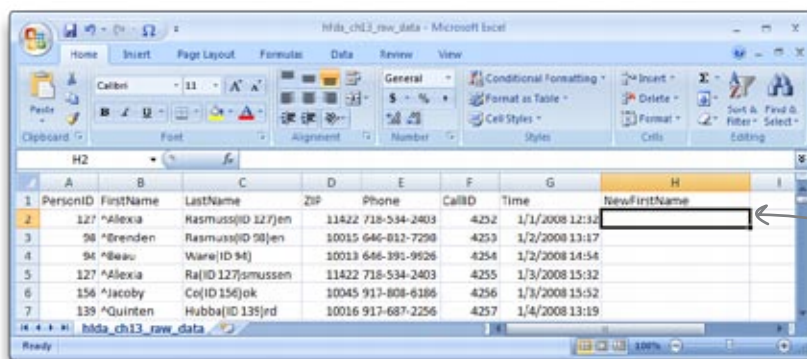 hfda_ch13_raw_data - Microsoft Excel
Home Insert Page Layout Formulas Data Review View
Calibri 11 A A General Conditional Formatting Insert Σ
Paste B I U A $ % , Format as Table Delete Sort & Filter Find & Select
Cell Styles Format
Clipboard Font Alignment Number Styles Cells Editing
H2 fx
A B C D E F G H I
1 PersonID FirstName LastName ZIP Phone CallID Time NewFirstName
2 127 ^Alexia Rasmuss(ID 127)en 11422 718-534-2403 4252 1/1/2008 12:32
3 98 ^Brenden Rasmuss(ID 98)en 10015 646-812-7298 4253 1/2/2008 13:17
4 94 ^Beau Ware(ID 94) 10013 646-391-9926 4254 1/2/2008 14:54
5 127 ^Alexia Ra(ID 127)smussen 11422 718-534-2403 4255 1/3/2008 15:32
6 156 ^Jacoby Co(ID 156)ok 10045 917-808-6186 4256 1/3/2008 15:52
7 139 ^Quinten Hubba(ID 139)rd 10016 917-687-2256 4257 1/4/2008 13:19
hfda_ch13_raw_data
Ready 100%